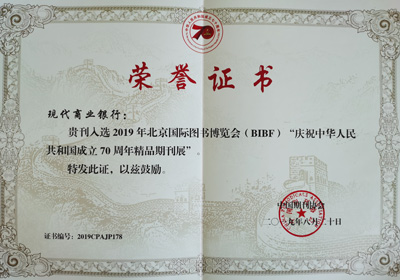 荣誉证书
现代商业银行：
贵刊入选2019年北京国际图书博览会（BIBF）“庆祝中华人民
共和国成立70周年精品期刊展”。
特发此证，以兹鼓励。
中国期刊协会
二〇一九年八月二十日
证书编号：2019CPAJP178